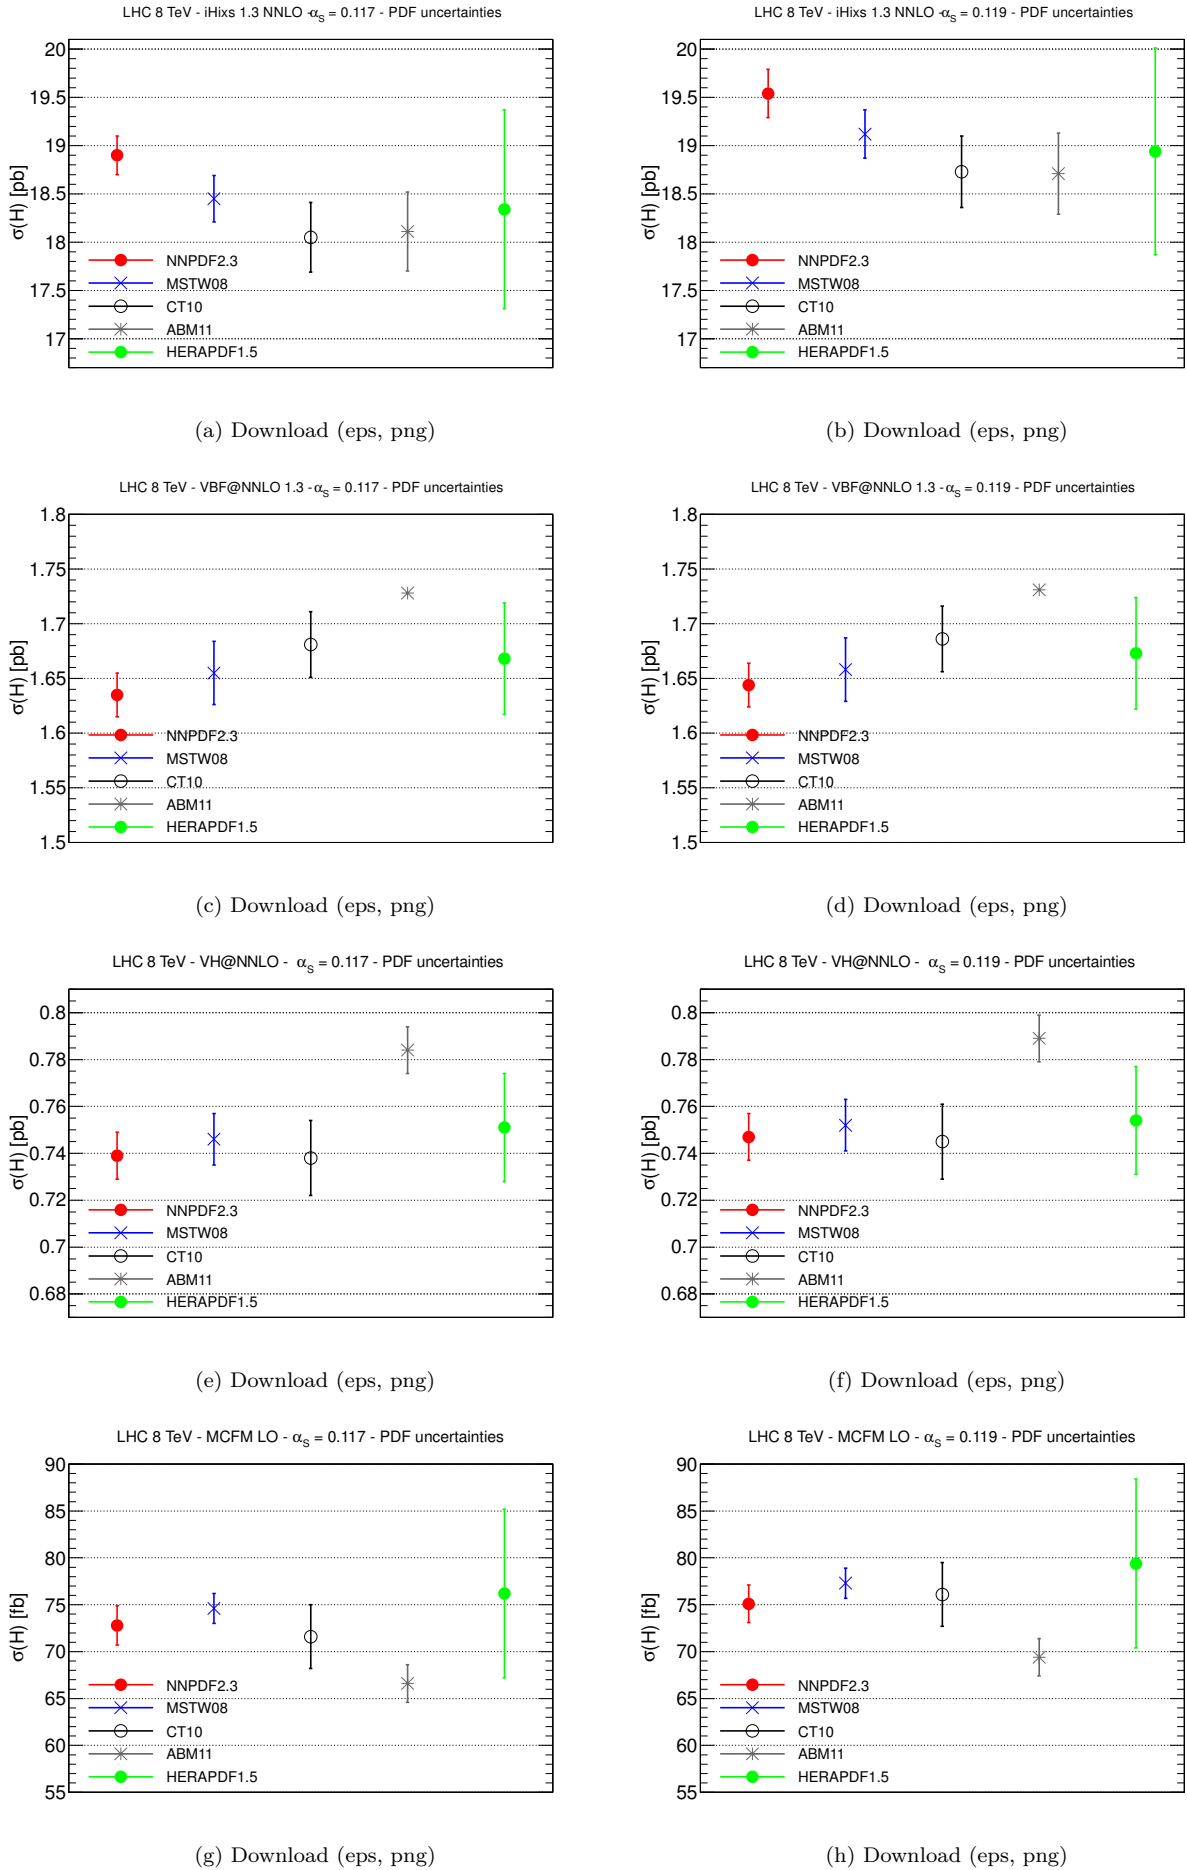 LHC 8 TeV - iHixs 1.3 NNLO -αS = 0.117 - PDF uncertainties
σ(H) [pb]
20
19.5
19
18.5
18
17.5
17
NNPDF2.3
MSTW08
CT10
ABM11
HERAPDF1.5
(a) Download (eps, png)
LHC 8 TeV - iHixs 1.3 NNLO -αS = 0.119 - PDF uncertainties
σ(H) [pb]
20
19.5
19
18.5
18
17.5
17
NNPDF2.3
MSTW08
CT10
ABM11
HERAPDF1.5
(b) Download (eps, png)
LHC 8 TeV - VBF@NNLO 1.3 -αS = 0.117 - PDF uncertainties
σ(H) [pb]
1.8
1.75
1.7
1.65
1.6
1.55
1.5
NNPDF2.3
MSTW08
CT10
ABM11
HERAPDF1.5
(c) Download (eps, png)
LHC 8 TeV - VBF@NNLO 1.3 -αS = 0.119 - PDF uncertainties
σ(H) [pb]
1.8
1.75
1.7
1.65
1.6
1.55
1.5
NNPDF2.3
MSTW08
CT10
ABM11
HERAPDF1.5
(d) Download (eps, png)
LHC 8 TeV - VH@NNLO - αS = 0.117 - PDF uncertainties
σ(H) [pb]
0.8
0.78
0.76
0.74
0.72
0.7
0.68
NNPDF2.3
MSTW08
CT10
ABM11
HERAPDF1.5
(e) Download (eps, png)
LHC 8 TeV - VH@NNLO - αS = 0.119 - PDF uncertainties
σ(H) [pb]
0.8
0.78
0.76
0.74
0.72
0.7
0.68
NNPDF2.3
MSTW08
CT10
ABM11
HERAPDF1.5
(f) Download (eps, png)
LHC 8 TeV - MCFM LO - αS = 0.117 - PDF uncertainties
σ(H) [fb]
90
85
80
75
70
65
60
55
NNPDF2.3
MSTW08
CT10
ABM11
HERAPDF1.5
(g) Download (eps, png)
LHC 8 TeV - MCFM LO - αS = 0.119 - PDF uncertainties
σ(H) [fb]
90
85
80
75
70
65
60
55
NNPDF2.3
MSTW08
CT10
ABM11
HERAPDF1.5
(h) Download (eps, png)